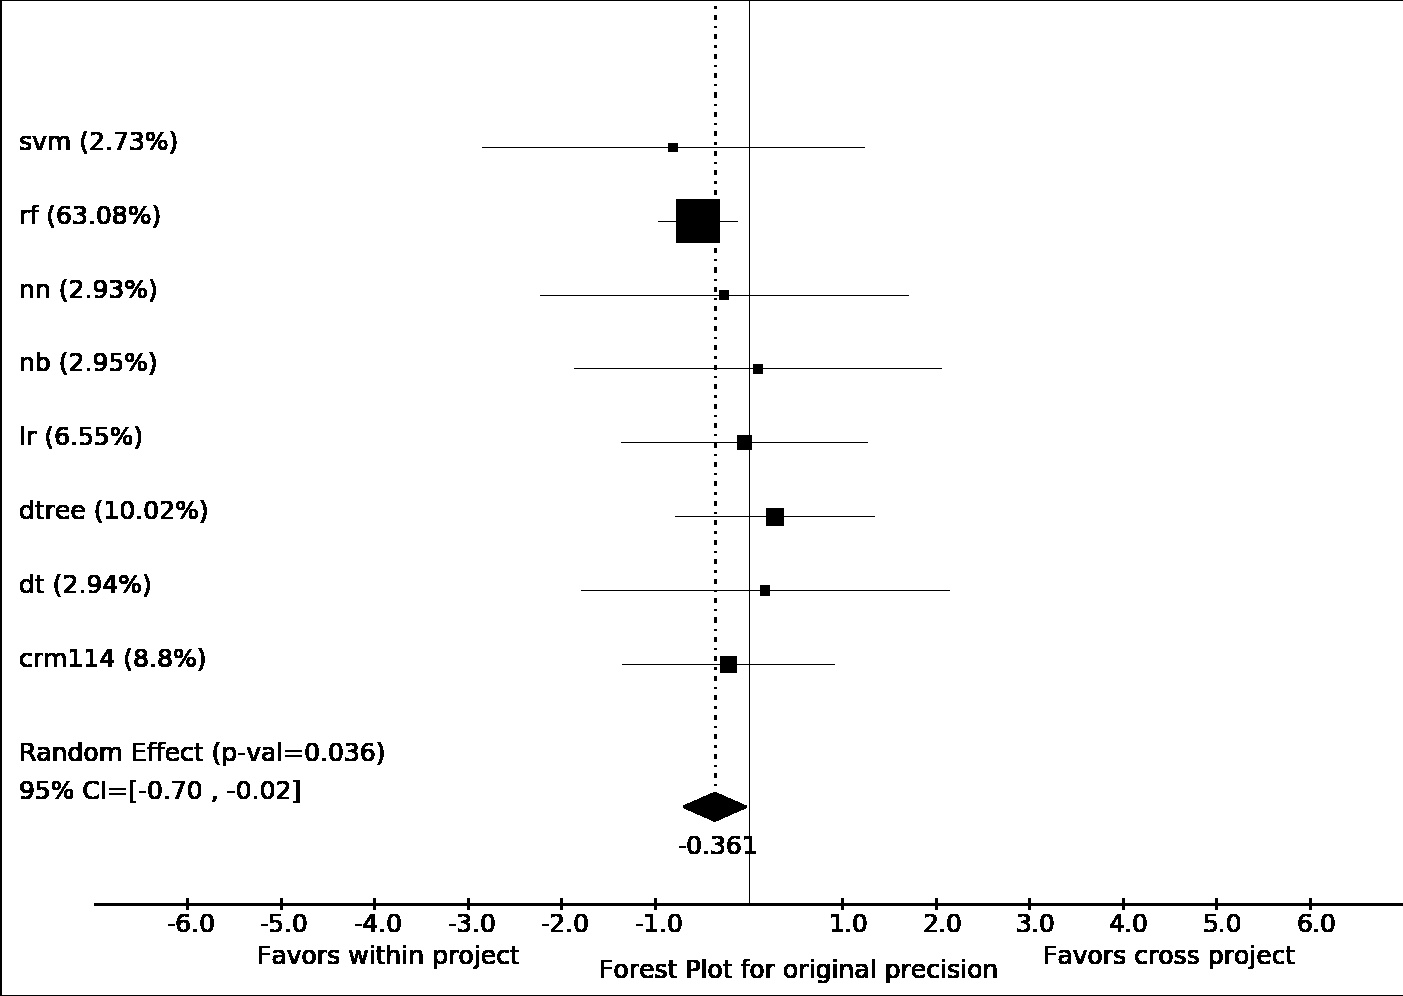 svm (2.73%)
rf (63.08%)
nn (2.93%)
nb (2.95%)
lr (6.55%)
dtree (10.02%)
dt (2.94%)
crm114 (8.8%)
Random Effect (p-val=0.036)
95% CI=[-0.70 , -0.02]
-0.361
-6.0 -5.0 -4.0 -3.0 -2.0 -1.0 1.0 2.0 3.0 4.0 5.0 6.0
Favors within project Favors cross project
Forest Plot for original precision